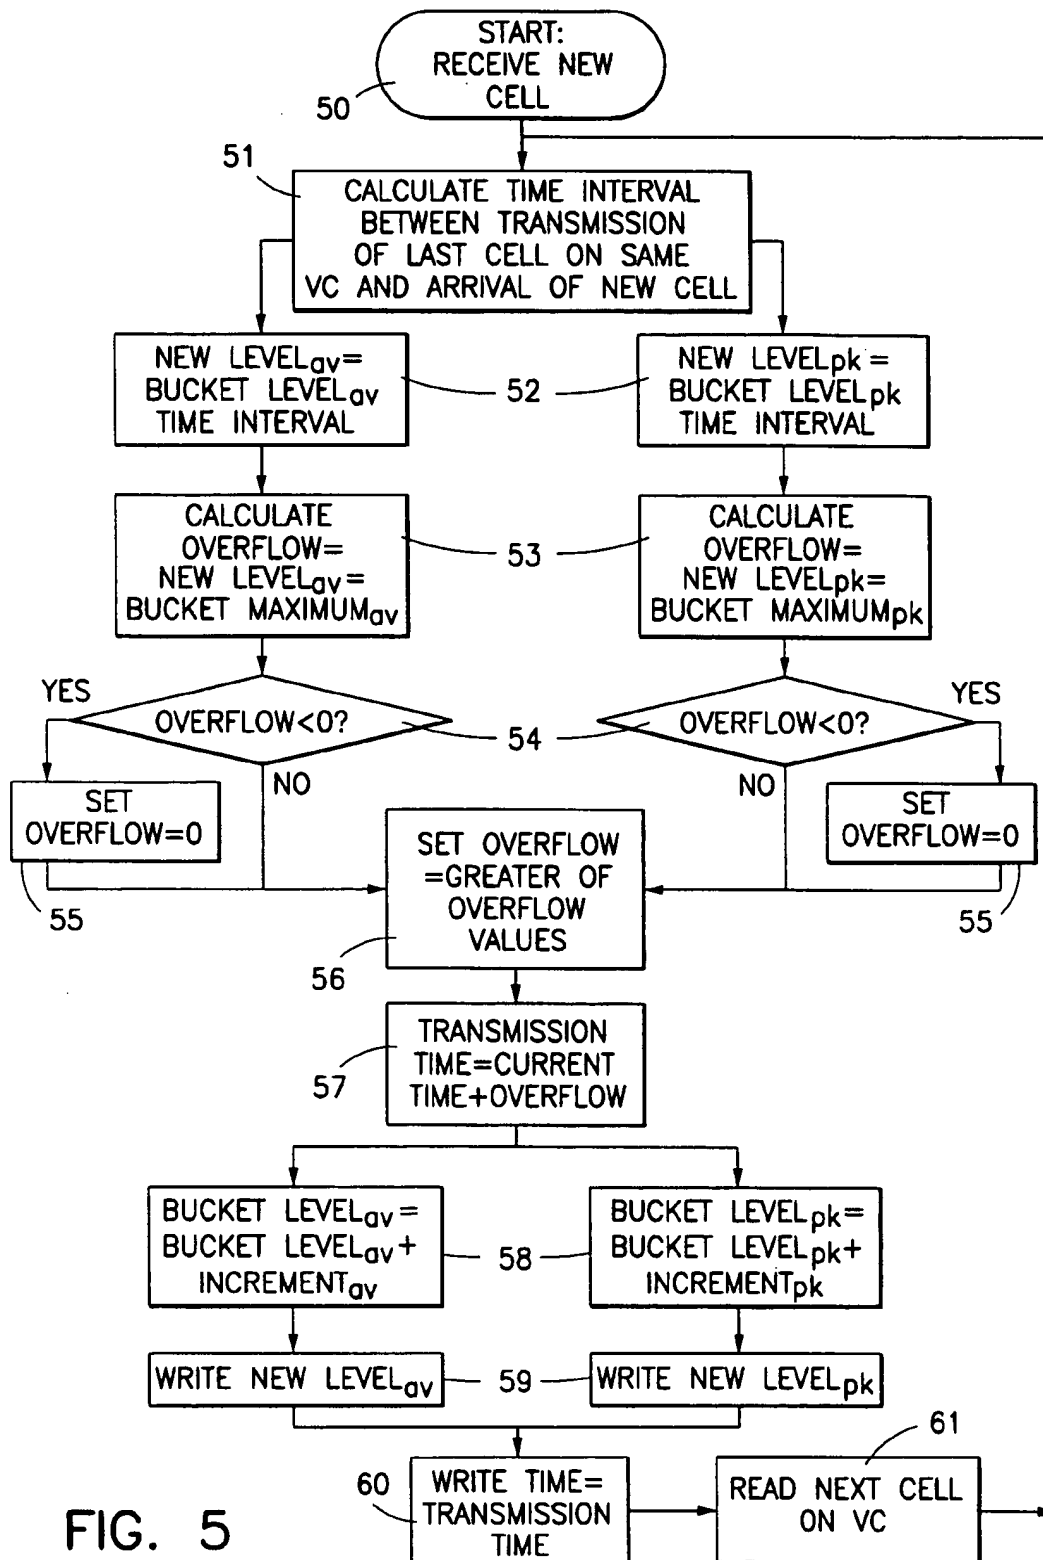 START:
RECEIVE NEW
CELL
50
51
CALCULATE TIME INTERVAL
BETWEEN TRANSMISSION
OF LAST CELL ON SAME
VC AND ARRIVAL OF NEW CELL
NEW LEVELav=
BUCKET LEVELav
TIME INTERVAL
52
NEW LEVELpk=
BUCKET LEVELpk
TIME INTERVAL
CALCULATE
OVERFLOW=
NEW LEVELav=
BUCKET MAXIMUMav
53
CALCULATE
OVERFLOW=
NEW LEVELpk=
BUCKET MAXIMUMpk
YES
OVERFLOW<0?
54
OVERFLOW<0?
YES
NO
NO
SET
OVERFLOW=0
55
SET OVERFLOW
=GREATER OF
OVERFLOW
VALUES
56
SET
OVERFLOW=0
55
TRANSMISSION
TIME=CURRENT
TIME+OVERFLOW
57
BUCKET LEVELav=
BUCKET LEVELav+
INCREMENTav
58
BUCKET LEVELpk=
BUCKET LEVELpk+
INCREMENTpk
WRITE NEW LEVELav
59
WRITE NEW LEVELpk
60
WRITE TIME=
TRANSMISSION
TIME
61
READ NEXT CELL
ON VC
FIG. 5